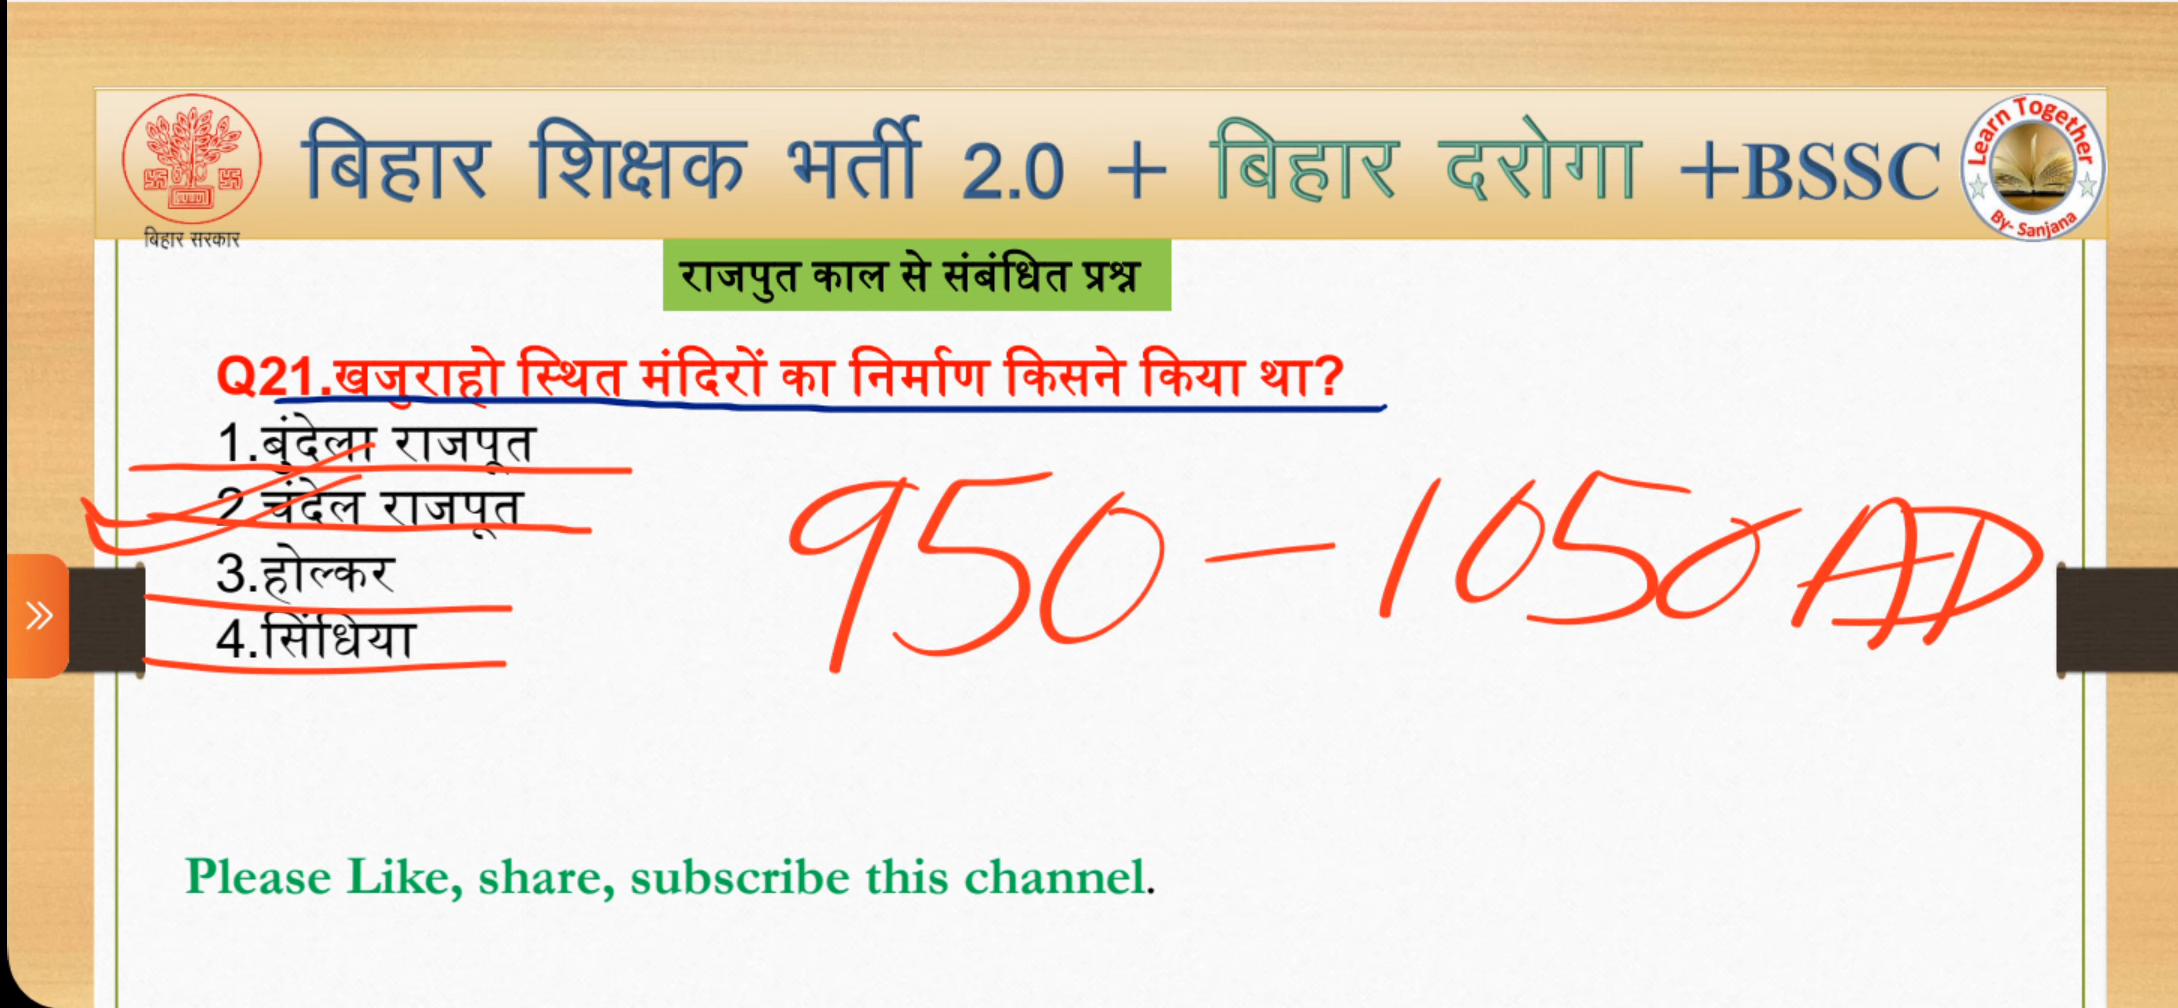 बिहार शिक्षक भर्ती 2.0 + बिहार दरोगा +BSSC
Learn Together
By- Sanjana
बिहार सरकार
राजपुत काल से संबंधित प्रश्न
Q21.खजुराहो स्थित मंदिरों का निर्माण किसने किया था?
1.बुंदेला राजपूत
2.चंदेल राजपूत
950 - 1050 AD
3.होल्कर
4.सिंधिया
Please Like, share, subscribe this channel.